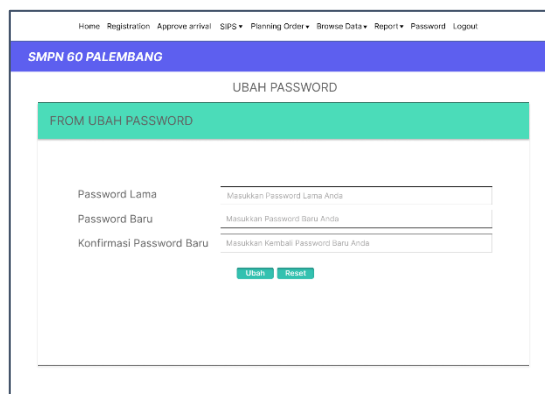 Home Registration Approve arrival SIPS▾ Planning Order▾ Browse Data▾ Report▾ Password Logout
SMPN 60 PALEMBANG
UBAH PASSWORD
FROM UBAH PASSWORD
Password Lama Masukkan Password Lama Anda
Password Baru Masukkan Password Baru Anda
Konfirmasi Password Baru Masukkan Kembali Password Baru Anda
Ubah Reset